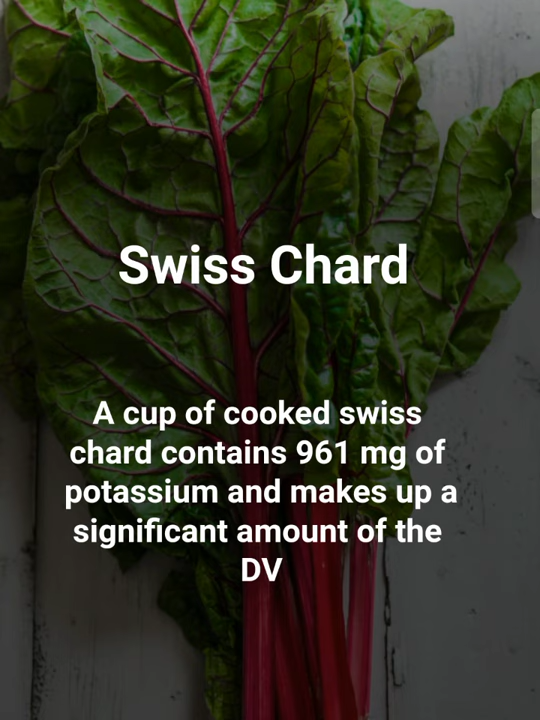 Swiss Chard
A cup of cooked swiss
chard contains 961 mg of
potassium and makes up a
significant amount of the
DV